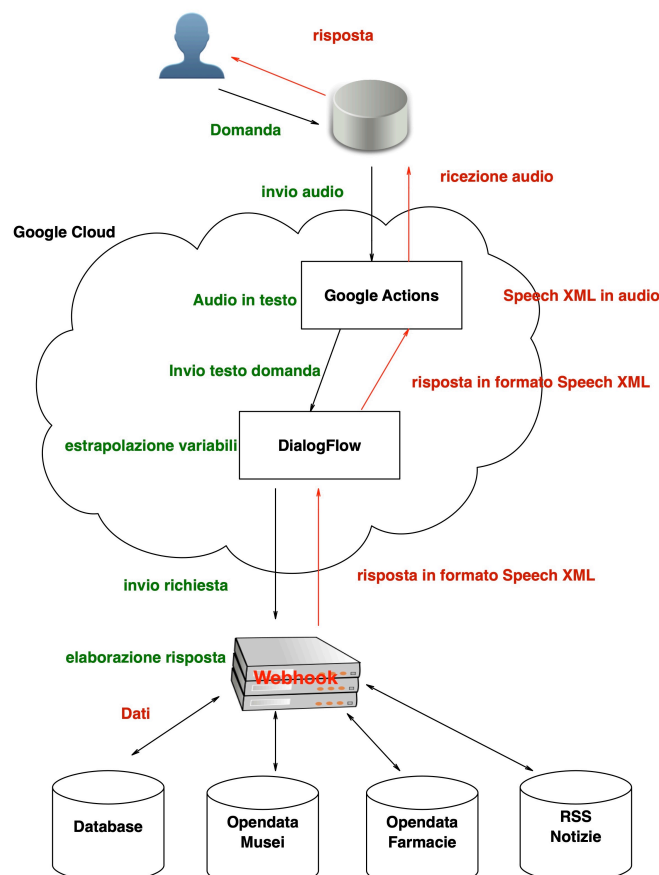 risposta
Domanda
ricezione audio
invio audio
Google Cloud
Audio in testo
Google Actions
Speech XML in audio
Invio testo domanda
risposta in formato Speech XML
estrapolazione variabili
DialogFlow
invio richiesta
risposta in formato Speech XML
elaborazione risposta
Webhook
Dati
Database
Opendata
Musei
Opendata
Farmacie
RSS
Notizie